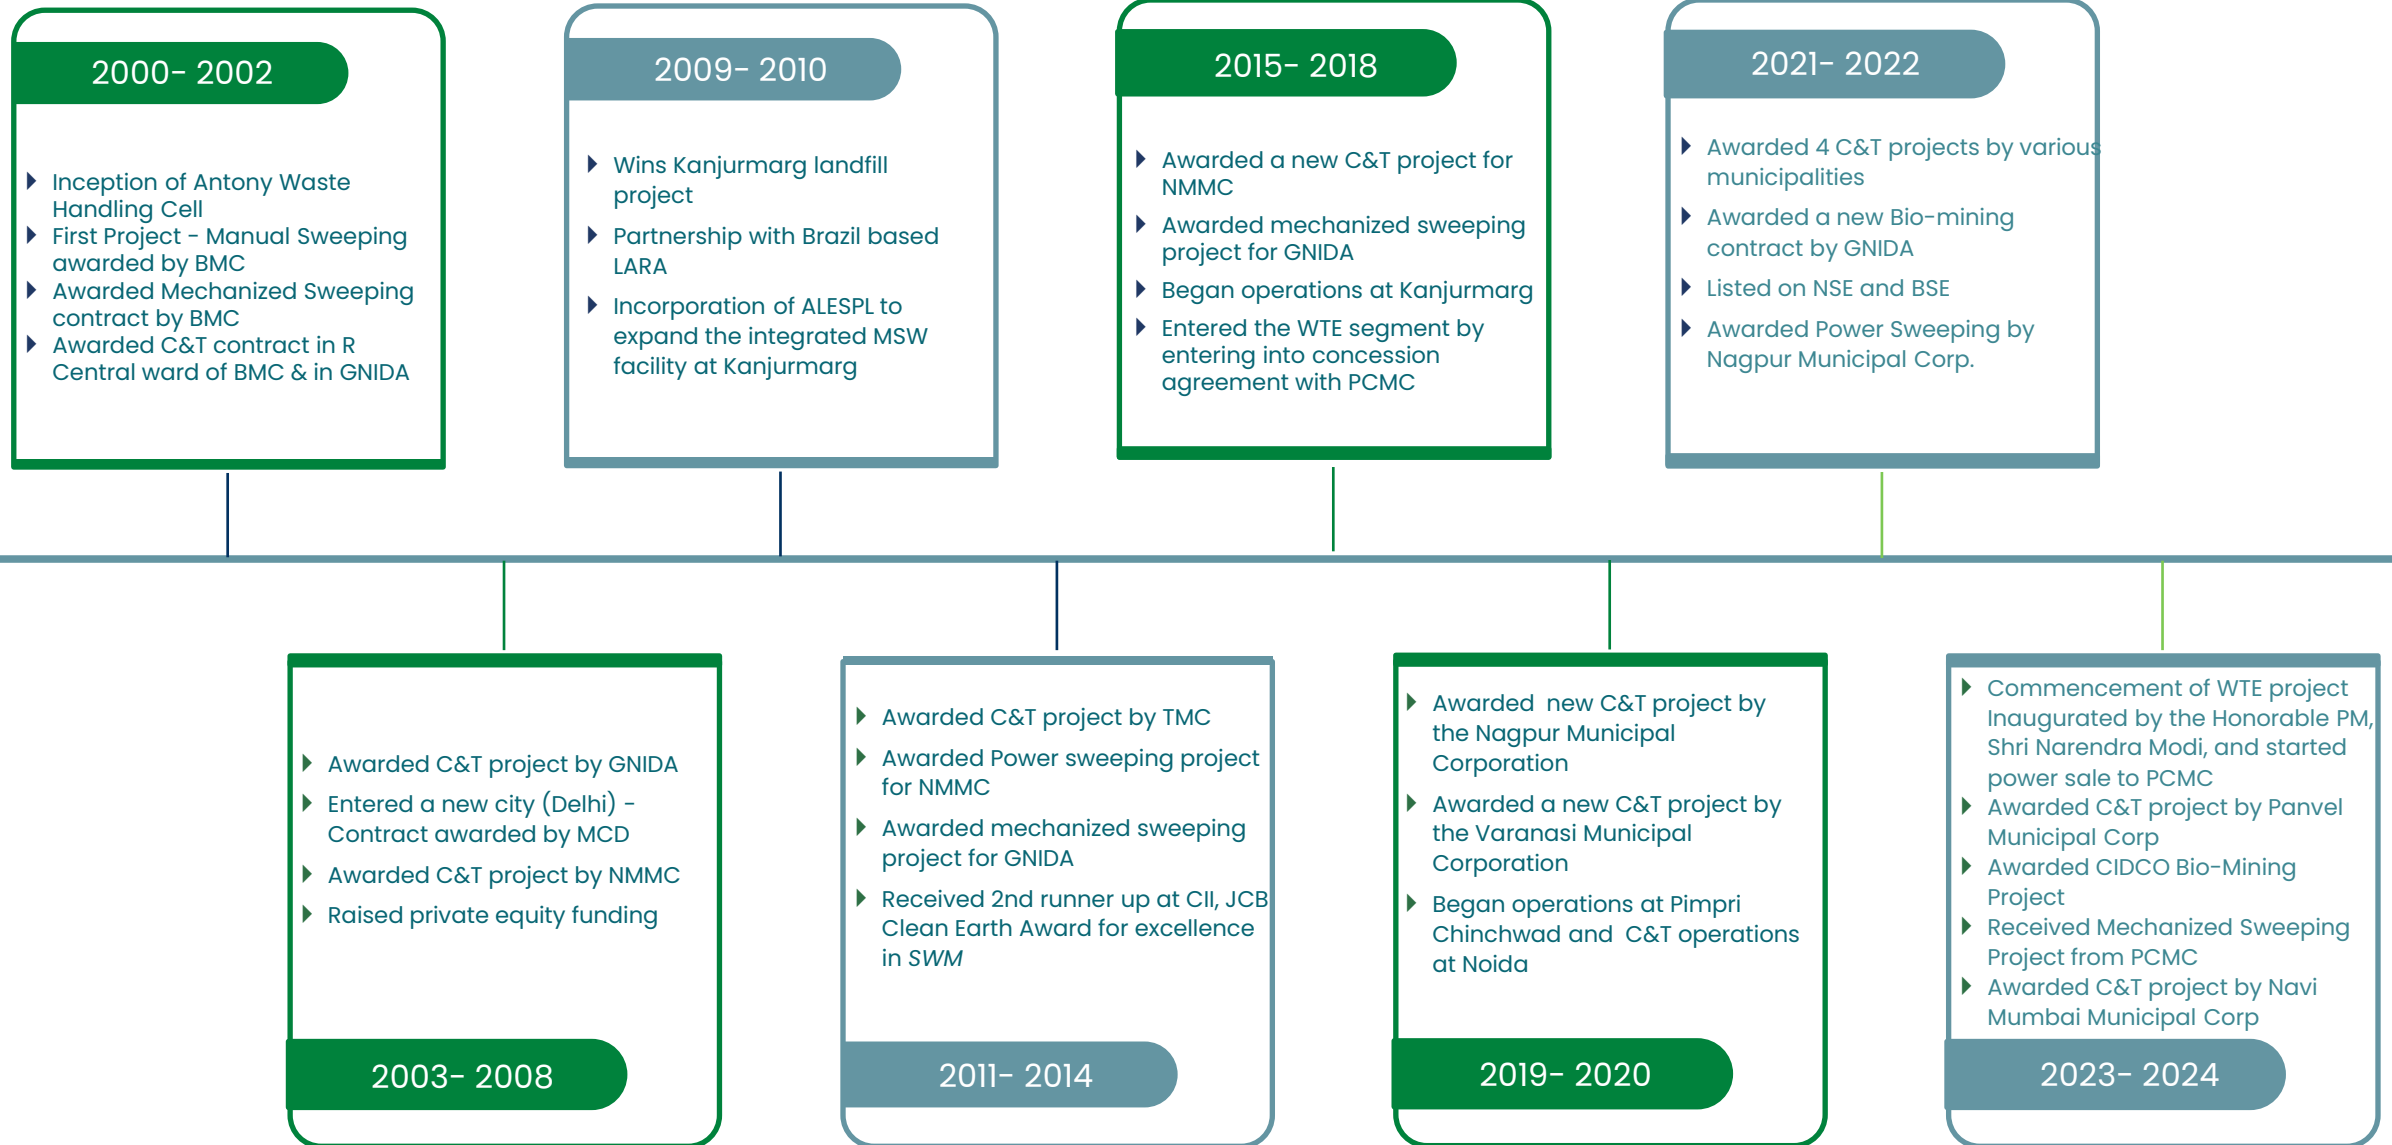 2000- 2002
Inception of Antony Waste
Handling Cell
First Project - Manual Sweeping
awarded by BMC
Awarded Mechanized Sweeping
contract by BMC
Awarded C&T contract in R
Central ward of BMC & in GNIDA
2009- 2010
Wins Kanjurmarg landfill
project
Partnership with Brazil based
LARA
Incorporation of ALESPL to
expand the integrated MSW
facility at Kanjurmarg
2015- 2018
Awarded a new C&T project for
NMMC
Awarded mechanized sweeping
project for GNIDA
Began operations at Kanjurmarg
Entered the WTE segment by
entering into concession
agreement with PCMC
2021- 2022
Awarded 4 C&T projects by various
municipalities
Awarded a new Bio-mining
contract by GNIDA
Listed on NSE and BSE
Awarded Power Sweeping by
Nagpur Municipal Corp.
Awarded C&T project by GNIDA
Entered a new city (Delhi) -
Contract awarded by MCD
Awarded C&T project by NMMC
Raised private equity funding
2003- 2008
Awarded C&T project by TMC
Awarded Power sweeping project
for NMMC
Awarded mechanized sweeping
project for GNIDA
Received 2nd runner up at CII, JCB
Clean Earth Award for excellence
in SWM
2011- 2014
Awarded new C&T project by
the Nagpur Municipal
Corporation
Awarded a new C&T project by
the Varanasi Municipal
Corporation
Began operations at Pimpri
Chinchwad and C&T operations
at Noida
2019- 2020
Commencement of WTE project
Inaugurated by the Honorable PM,
Shri Narendra Modi, and started
power sale to PCMC
Awarded C&T project by Panvel
Municipal Corp
Awarded CIDCO Bio-Mining
Project
Received Mechanized Sweeping
Project from PCMC
Awarded C&T project by Navi
Mumbai Municipal Corp
2023- 2024